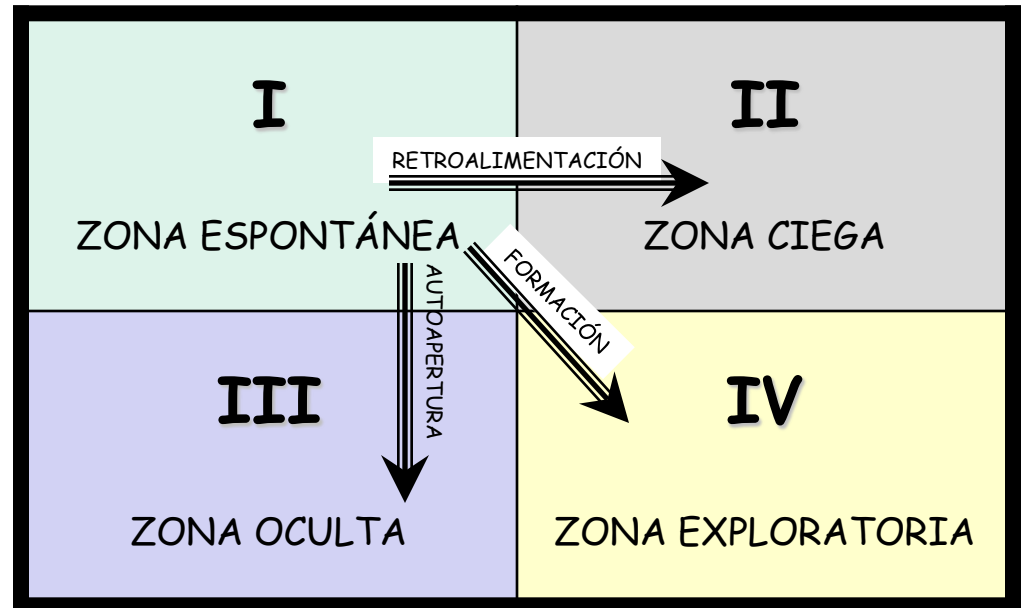 I
II
RETROALIMENTACIÓN
ZONA ESPONTÁNEA
ZONA CIEGA
FORMACIÓN
AUTOAPERTURA
III
IV
ZONA OCULTA
ZONA EXPLORATORIA